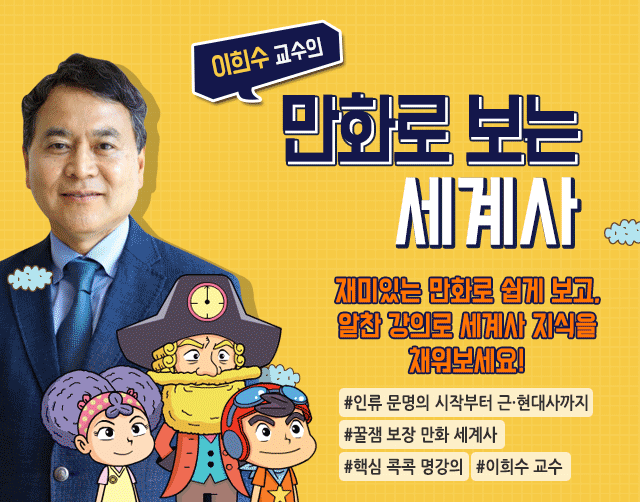 이희수 교수의
만화로 보는
세계사
재미있는 만화로 쉽게 보고,
알찬 강의로 세계사 지식을
채워보세요!
#인류 문명의 시작부터 근·현대사까지
#꿀잼 보장 만화 세계사
#핵심 콕콕 명강의 #이희수 교수